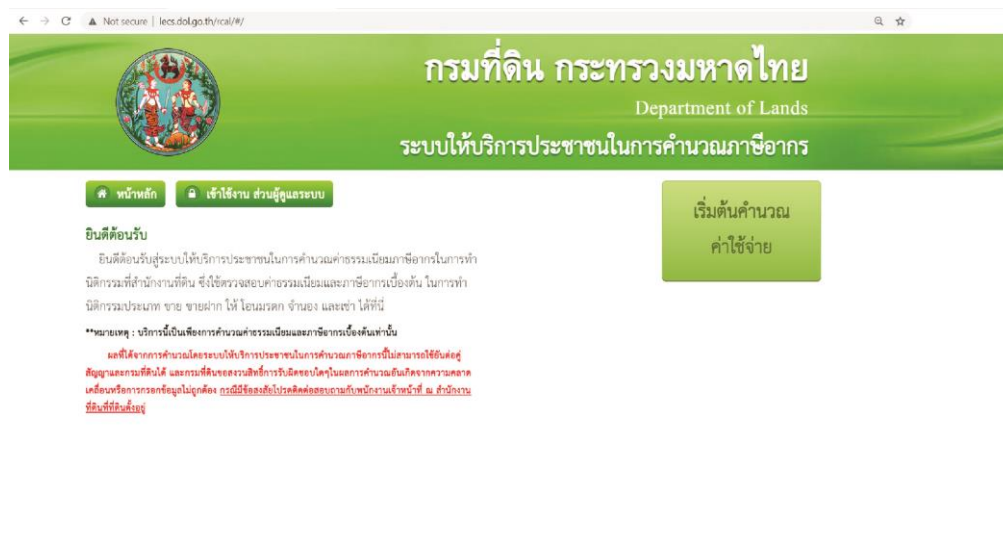 Not secure | lecs.dol.go.th/rcal/#/
กรมที่ดิน กระทรวงมหาดไทย
Department of Lands
ระบบให้บริการประชาชนในการคำนวณภาษีอากร
หน้าหลัก
เข้าใช้งาน ส่วนผู้ดูแลระบบ
เริ่มต้นคำนวณ
ค่าใช้จ่าย
ยินดีต้อนรับ
ยินดีต้อนรับสู่ระบบให้บริการประชาชนในการคำนวณค่าธรรมเนียมภาษีอากรในการทำ
นิติกรรมที่สำนักงานที่ดิน ซึ่งใช้ตรวจสอบค่าธรรมเนียมและภาษีอากรเบื้องต้น ในการทำ
นิติกรรมประเภท ขาย ขายฝาก ให้ โอนมรดก จำนอง และเช่า ได้ที่นี่
**หมายเหตุ : บริการนี้เป็นเพียงการคำนวณค่าธรรมเนียมและภาษีอากรเบื้องต้นเท่านั้น
ผลที่ได้จากการคำนวณโดยระบบให้บริการประชาชนในการคำนวณภาษีอากรนี้ไม่สามารถใช้ยันต่อคู่
สัญญาและกรมที่ดินได้ และกรมที่ดินขอสงวนสิทธิ์การรับผิดชอบใดๆในผลการคำนวณอันเกิดจากความคลาด
เคลื่อนหรือการกรอกข้อมูลไม่ถูกต้อง กรณีมีข้อสงสัยโปรดติดต่อสอบถามกับพนักงานเจ้าหน้าที่ ณ สำนักงาน
ที่ดินที่ที่ดินตั้งอยู่